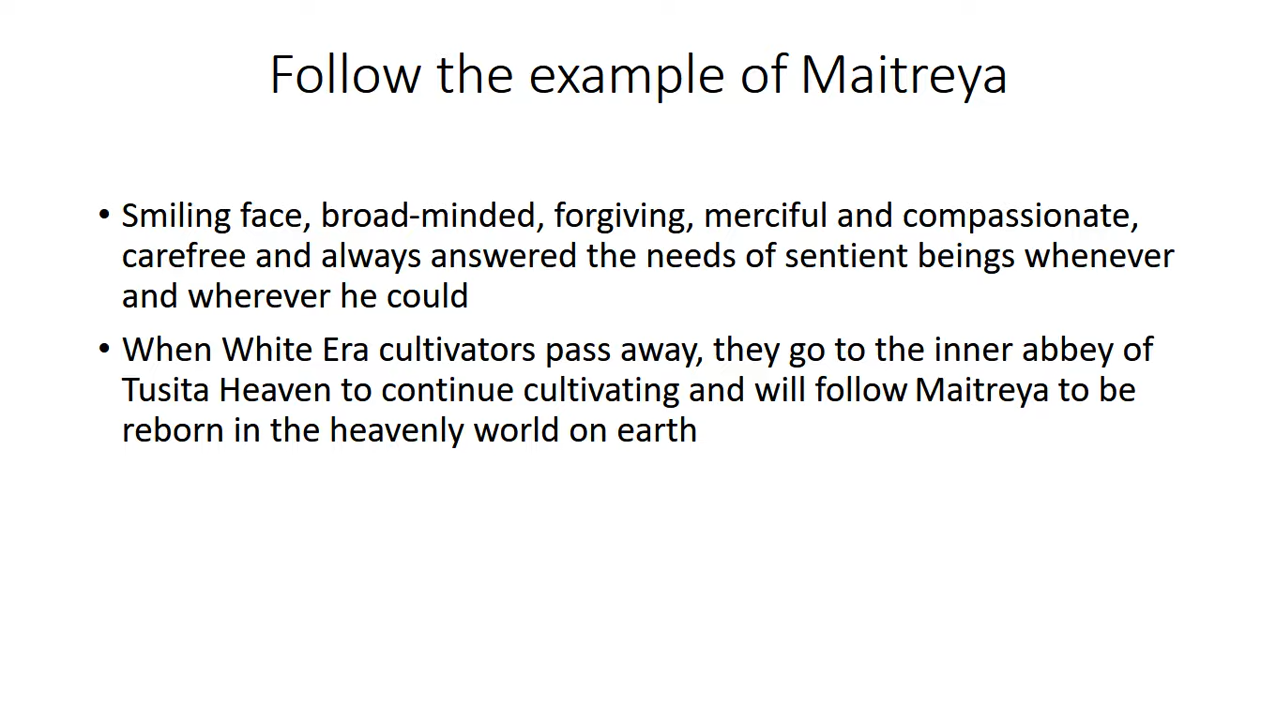 Follow the example of Maitreya
• Smiling face, broad-minded, forgiving, merciful and compassionate,
carefree and always answered the needs of sentient beings whenever
and wherever he could
• When White Era cultivators pass away, they go to the inner abbey of
Tusita Heaven to continue cultivating and will follow Maitreya to be
reborn in the heavenly world on earth